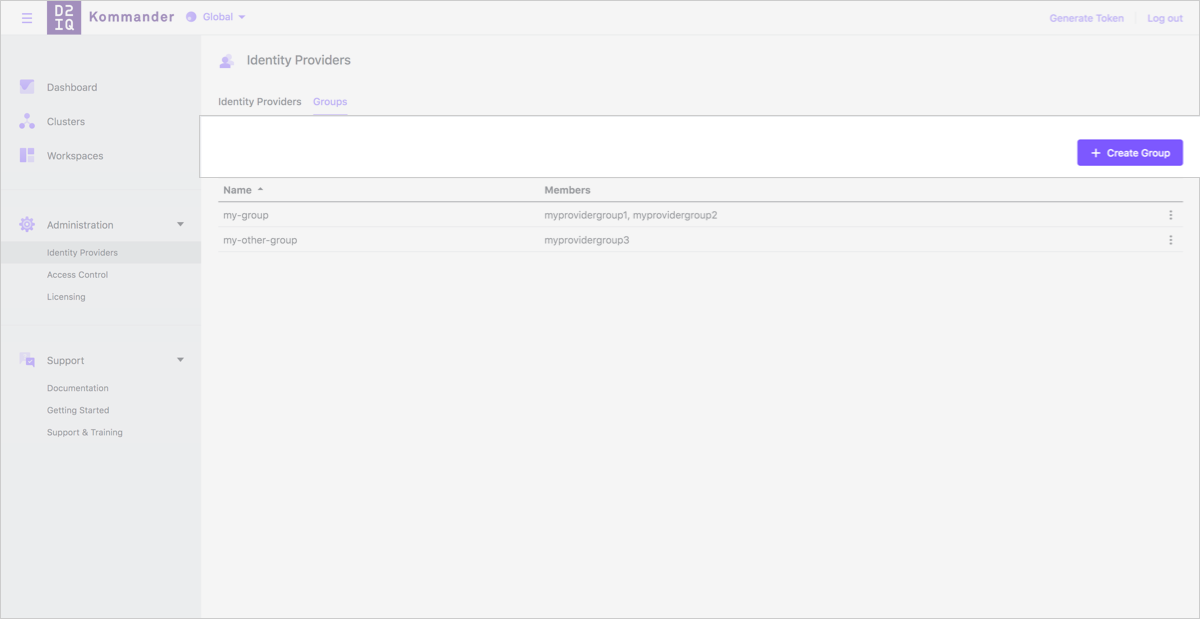 D2 IQ Kommander Global Generate Token Log out
Identity Providers
Identity Providers Groups
Dashboard
Clusters
Workspaces
Administration
Identity Providers
Access Control
Licensing
Support
Documentation
Getting Started
Support & Training
+ Create Group
Name Members
my-group myprovidergroup1, myprovidergroup2
my-other-group myprovidergroup3